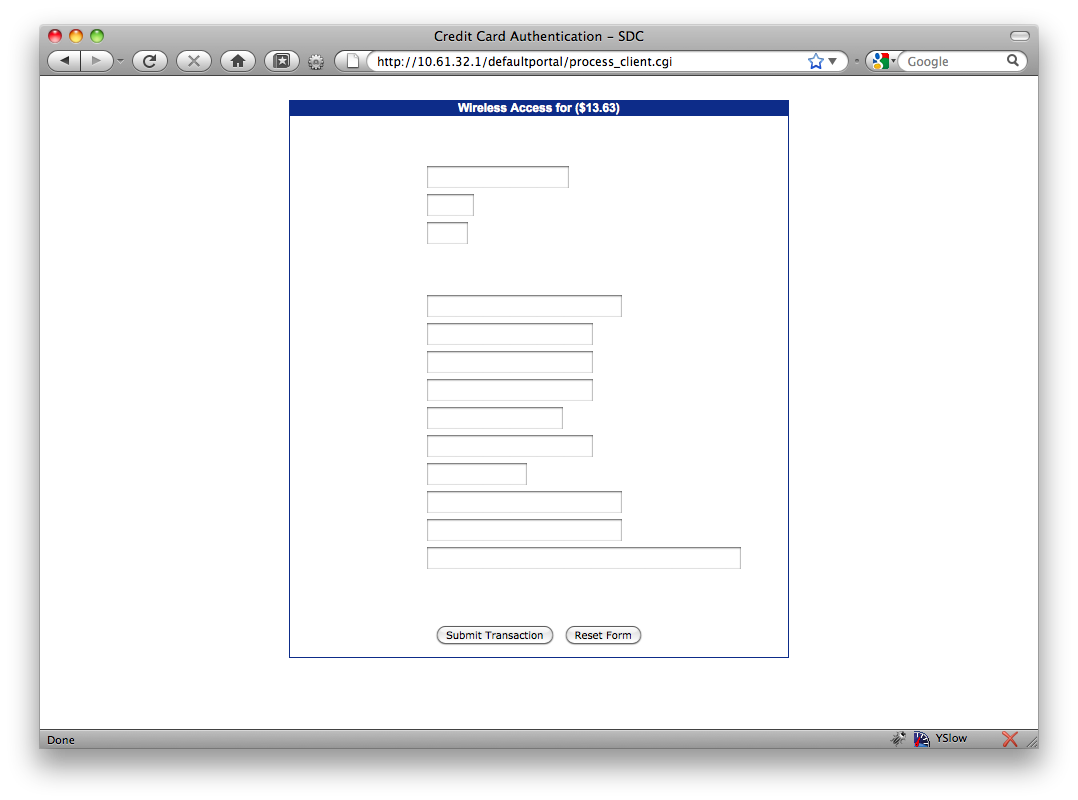 Credit Card Authentication – SDC
http://10.61.32.1/defaultportal/process_client.cgi
Google
Wireless Access for ($13.63)
Submit Transaction
Reset Form
Done
YSlow